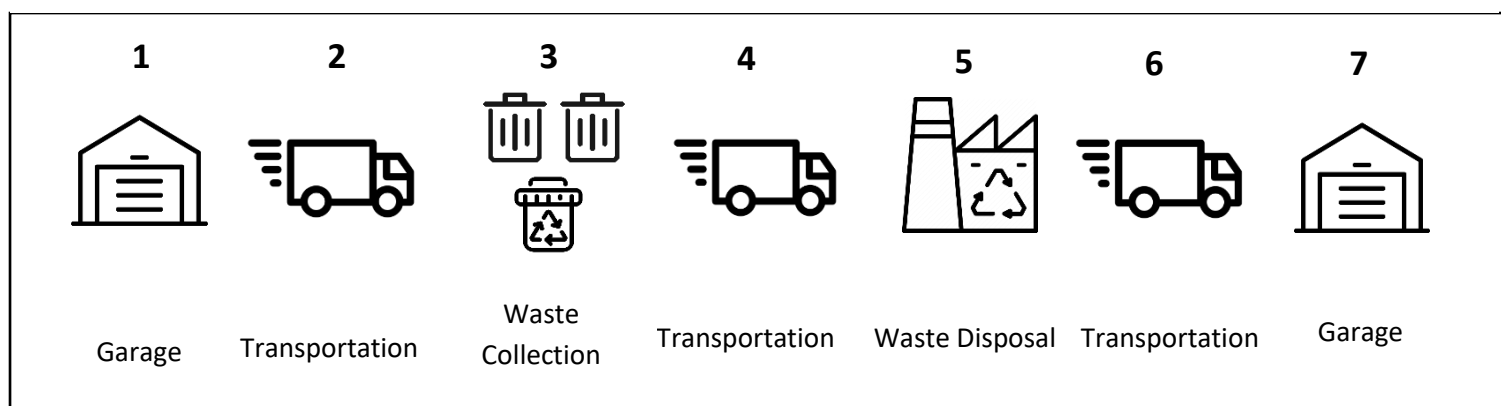 1
2
3
4
5
6
7
Garage
Transportation
Waste
Collection
Transportation
Waste Disposal
Transportation
Garage